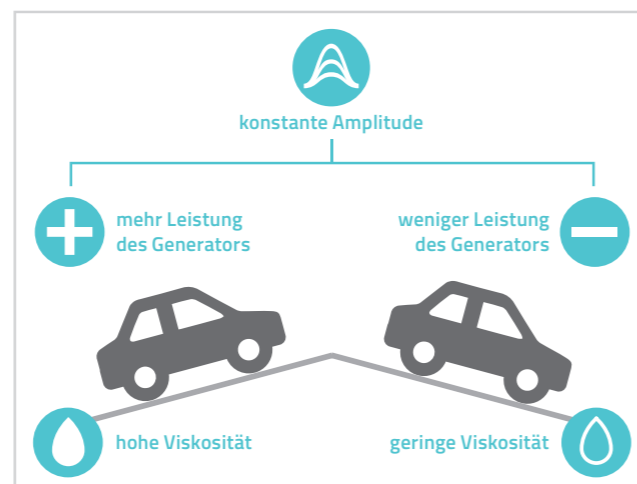 konstante Amplitude
mehr Leistung
des Generators
weniger Leistung
des Generators
hohe Viskosität
geringe Viskosität